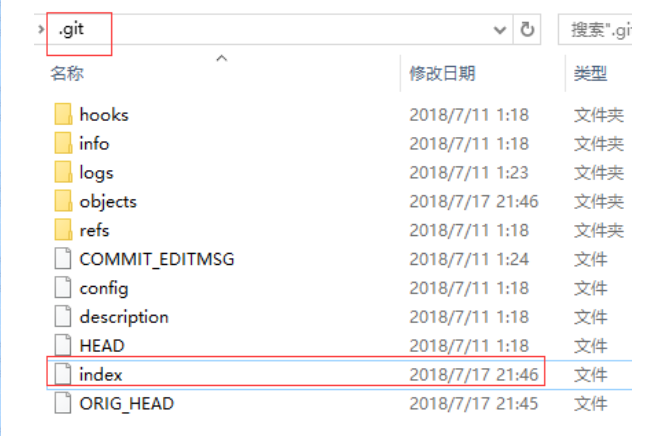 .git 搜索".gi
名称 修改日期 类型
hooks 2018/7/11 1:18 文件夹
info 2018/7/11 1:18 文件夹
logs 2018/7/11 1:23 文件夹
objects 2018/7/17 21:46 文件夹
refs 2018/7/11 1:18 文件夹
COMMIT_EDITMSG 2018/7/11 1:24 文件
config 2018/7/11 1:18 文件
description 2018/7/11 1:18 文件
HEAD 2018/7/11 1:18 文件
index 2018/7/17 21:46 文件
ORIG_HEAD 2018/7/17 21:45 文件